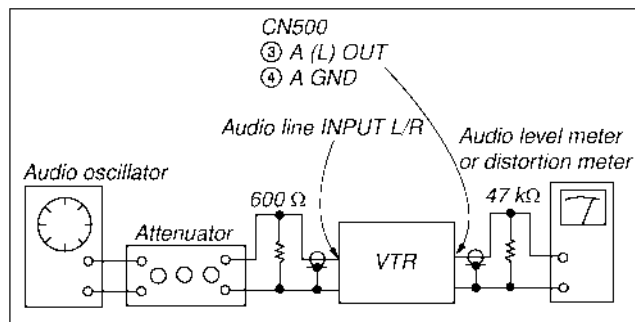 CN500
③ A (L) OUT
④ A GND
Audio line INPUT L/R
Audio level meter
or distortion meter
Audio oscillator
600 Ω
47 kΩ
Attenuator
VTR